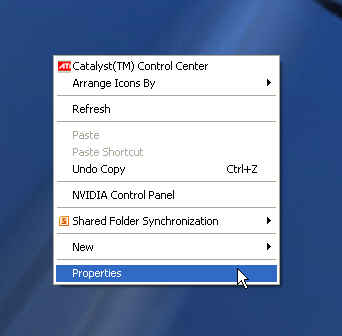 ATI Catalyst(TM) Control Center
Arrange Icons By
Refresh
Paste
Paste Shortcut
Undo Copy Ctrl+Z
NVIDIA Control Panel
S Shared Folder Synchronization
New
Properties